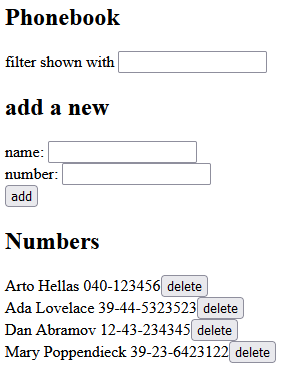 Phonebook
filter shown with
add a new
name:
number:
add
Numbers
Arto Hellas 040-123456 delete
Ada Lovelace 39-44-5323523 delete
Dan Abramov 12-43-234345 delete
Mary Poppendieck 39-23-6423122 delete